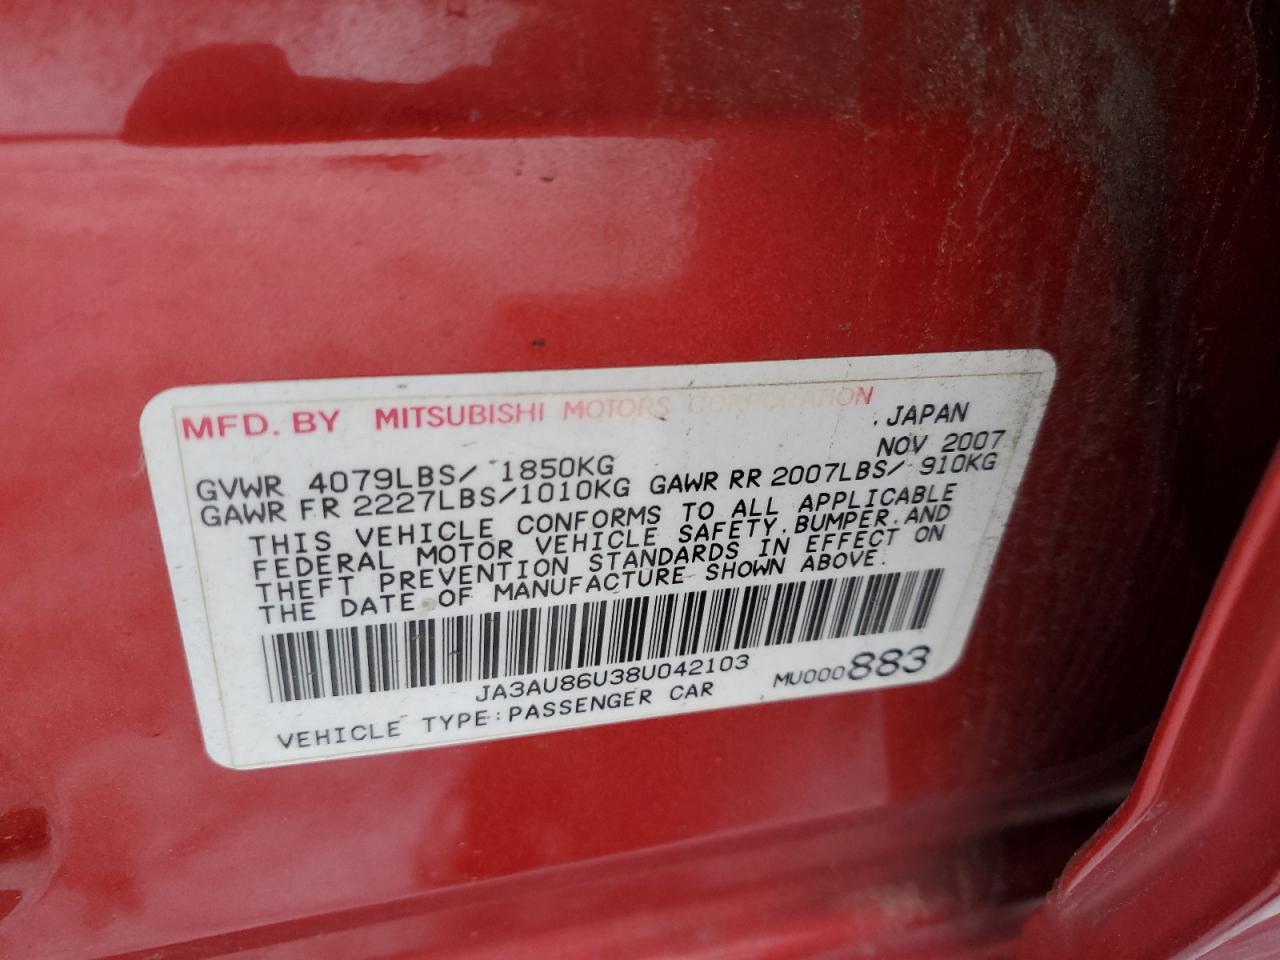 MFD. BY MITSUBISHI MOTORS CORPORATION
, JAPAN
NOV 2007
GVWR 4079LBS/ 1850KG
GAWR FR 2227LBS/1010KG GAWR RR 2007LBS/ 910KG
THIS VEHICLE CONFORMS TO ALL APPLICABLE
FEDERAL MOTOR VEHICLE SAFETY, BUMPER, AND
THEFT PREVENTION STANDARDS IN EFFECT ON
THE DATE OF MANUFACTURE SHOWN ABOVE.
JA3AU86U38U042103
VEHICLE TYPE: PASSENGER CAR MU000883